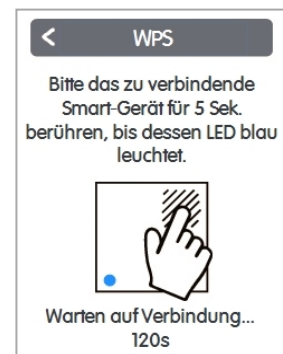 WPS
Bitte das zu verbindende
Smart-Gerät für 5 Sek.
berühren, bis dessen LED blau
leuchtet.
Warten auf Verbindung...
120s